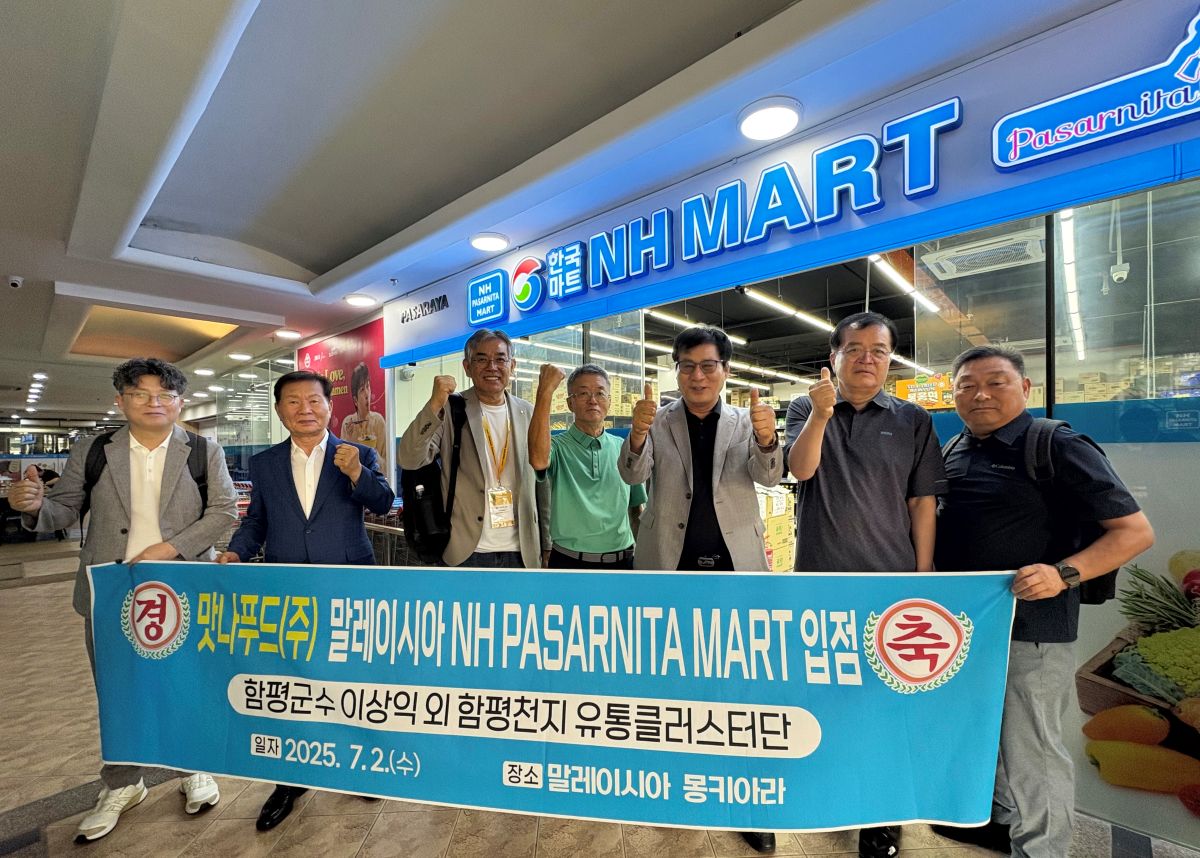 Pasarnita
PASARAYA
NH
PASARNITA
MART
한국
마트
NH MART
Love,
Columbia
경
맛나푸드(주) 말레이시아 NH PASARNITA MART 입점
축
함평군수 이상익 외 함평천지 유통클러스터단
일자 2025. 7. 2.(수)
장소 말레이시아 몽키아라